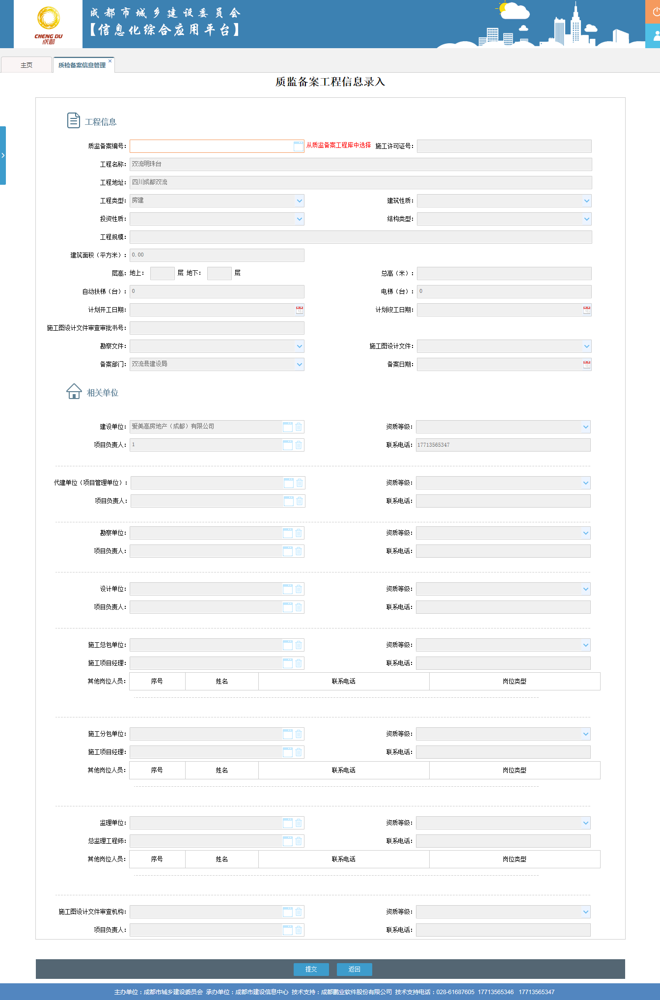 成都市城乡建设委员会
【信息化综合应用平台】
CHENG DU
成都
主页
质检备案信息管理
质监备案工程信息录入
工程信息
质监备案编号： 从质监备案工程库中选择 施工许可证号：
工程名称： 双流明珠台
工程地址： 四川成都双流
工程类型： 房建 建筑性质：
投资性质： 结构类型：
工程规模：
建筑面积（平方米）： 0.00
层高： 地上： 层 地下： 层 总高（米）：
自动扶梯（台）： 0 电梯（台）： 0
计划开工日期： 计划竣工日期：
施工图设计文件审查审批书号：
勘察文件： 施工图设计文件：
备案部门： 双流县建设局 备案日期：
相关单位
建设单位： 爱美高房地产（成都）有限公司 资质等级：
项目负责人： 1 联系电话： 17713565347
代建单位（项目管理单位）： 资质等级：
项目负责人： 联系电话：
勘察单位： 资质等级：
项目负责人： 联系电话：
设计单位： 资质等级：
项目负责人： 联系电话：
施工总包单位： 资质等级：
施工项目经理： 联系电话：
其他岗位人员： 序号 姓名 联系电话 岗位类型
施工分包单位： 资质等级：
施工项目经理： 联系电话：
其他岗位人员： 序号 姓名 联系电话 岗位类型
监理单位： 资质等级：
总监理工程师： 联系电话：
其他岗位人员： 序号 姓名 联系电话 岗位类型
施工图设计文件审查机构： 资质等级：
项目负责人： 联系电话：
提交 返回
主办单位：成都市城乡建设委员会 承办单位：成都市建设信息中心 技术支持：成都鹏业软件股份有限公司 技术支持电话：028-61687605 17713565346 17713565347